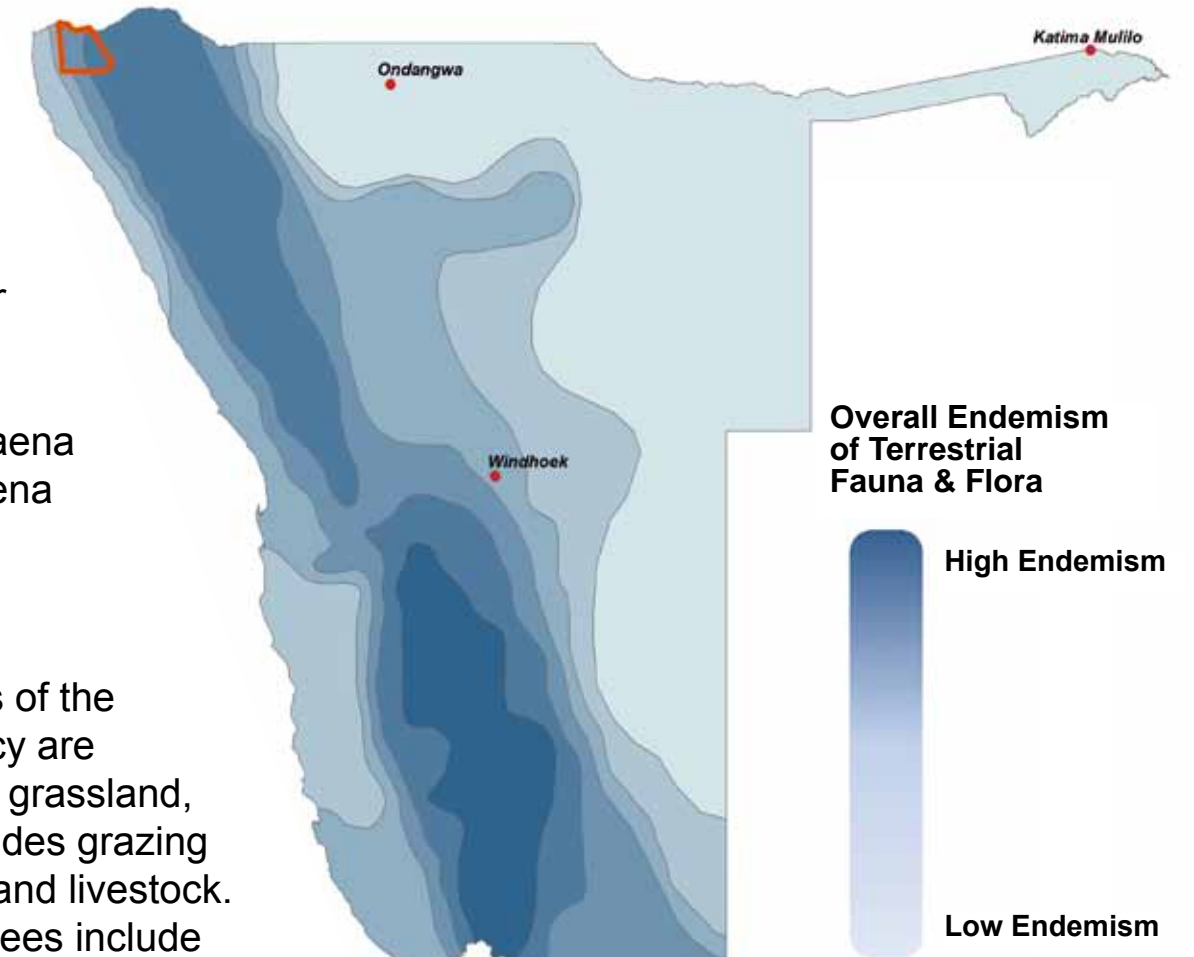 Katima Mulilo
Ondangwa
Windhoek
Overall Endemism
of Terrestrial
Fauna & Flora
High Endemism
Low Endemism
r
aena
ena
s of the
cy are
grassland,
des grazing
and livestock.
ees include